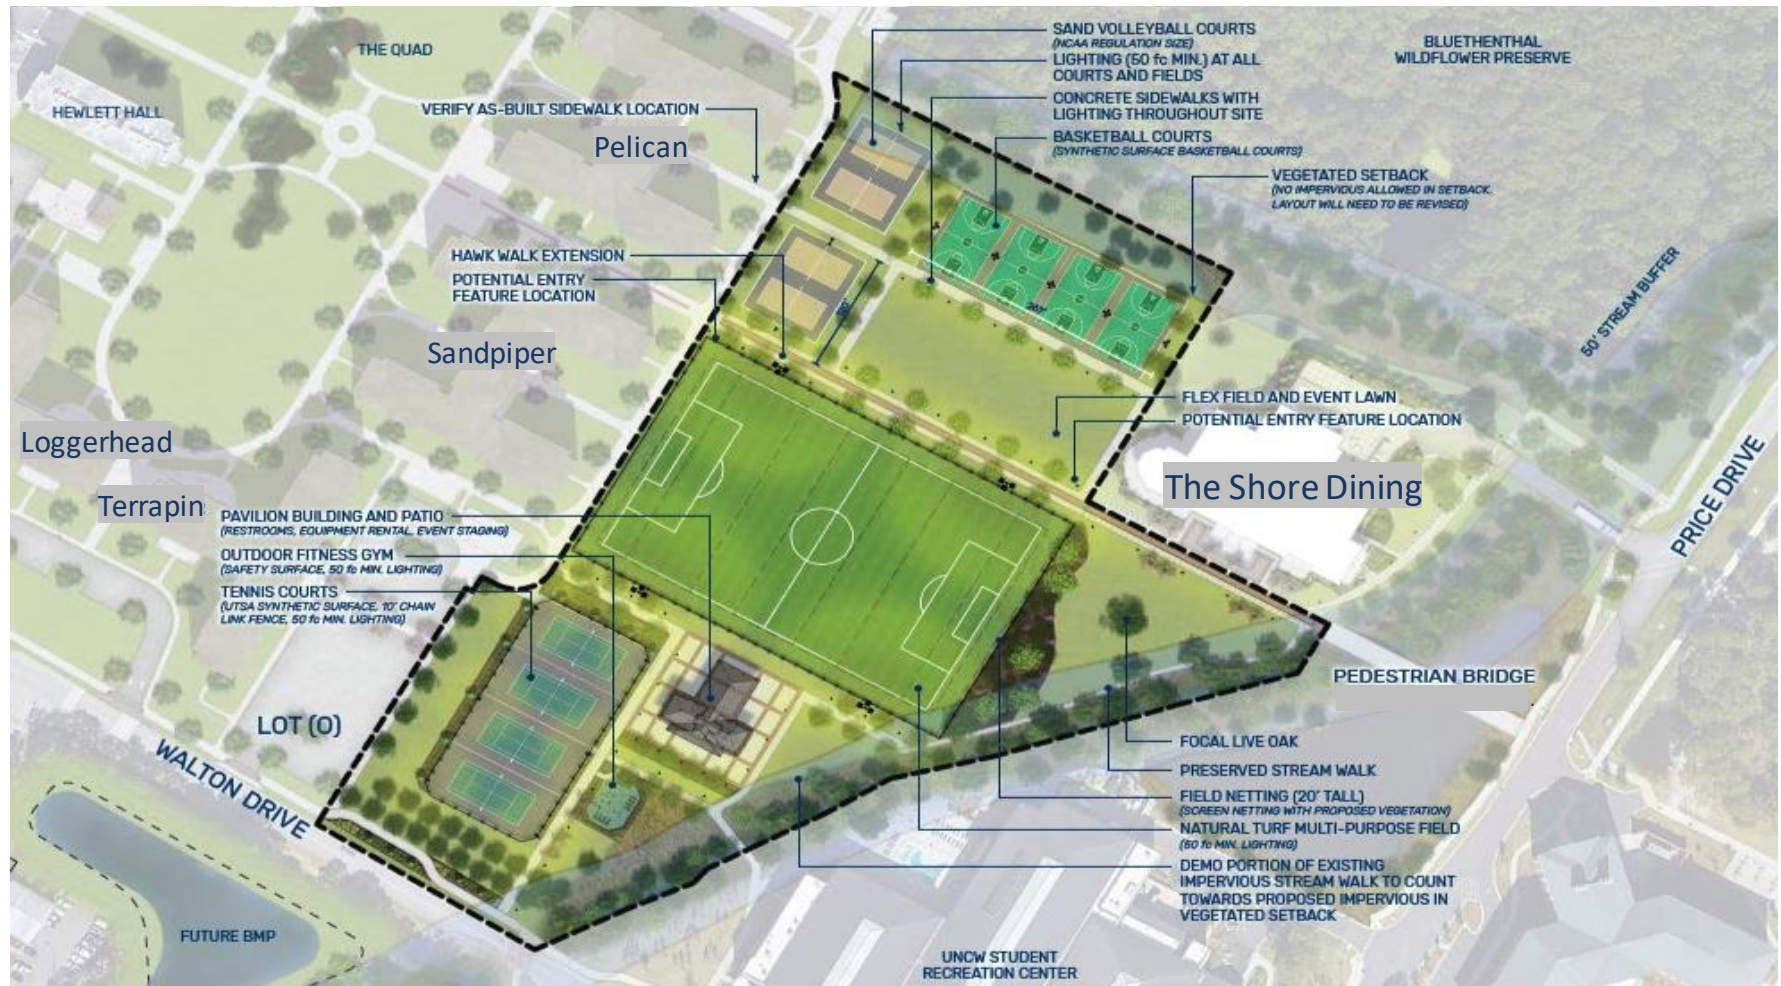 THE QUAD
HEWLETT HALL
VERIFY AS-BUILT SIDEWALK LOCATION
Pelican
SAND VOLLEYBALL COURTS
(NCAA REGULATION SIZE)
LIGHTING (50 fc MIN.) AT ALL
COURTS AND FIELDS
CONCRETE SIDEWALKS WITH
LIGHTING THROUGHOUT SITE
BASKETBALL COURTS
(SYNTHETIC SURFACE BASKETBALL COURTS)
BLUETHENTHAL
WILDFLOWER PRESERVE
VEGETATED SETBACK
(NO IMPERVIOUS ALLOWED IN SETBACK.
LAYOUT WILL NEED TO BE REVISED)
HAWK WALK EXTENSION
POTENTIAL ENTRY
FEATURE LOCATION
207'
50' STREAM BUFFER
Sandpiper
FLEX FIELD AND EVENT LAWN
POTENTIAL ENTRY FEATURE LOCATION
Loggerhead
The Shore Dining
PRICE DRIVE
Terrapin
PAVILION BUILDING AND PATIO
(RESTROOMS, EQUIPMENT RENTAL, EVENT STAGING)
OUTDOOR FITNESS GYM
(SAFETY SURFACE, 50 fc MIN. LIGHTING)
TENNIS COURTS
(UTSA SYNTHETIC SURFACE, 10' CHAIN
LINK FENCE, 50 fc MIN. LIGHTING)
PEDESTRIAN BRIDGE
LOT (O)
WALTON DRIVE
FOCAL LIVE OAK
PRESERVED STREAM WALK
FIELD NETTING (20' TALL)
(SCREEN NETTING WITH PROPOSED VEGETATION)
NATURAL TURF MULTI-PURPOSE FIELD
(50 fc MIN. LIGHTING)
DEMO PORTION OF EXISTING
IMPERVIOUS STREAM WALK TO COUNT
TOWARDS PROPOSED IMPERVIOUS IN
VEGETATED SETBACK
FUTURE BMP
UNCW STUDENT
RECREATION CENTER